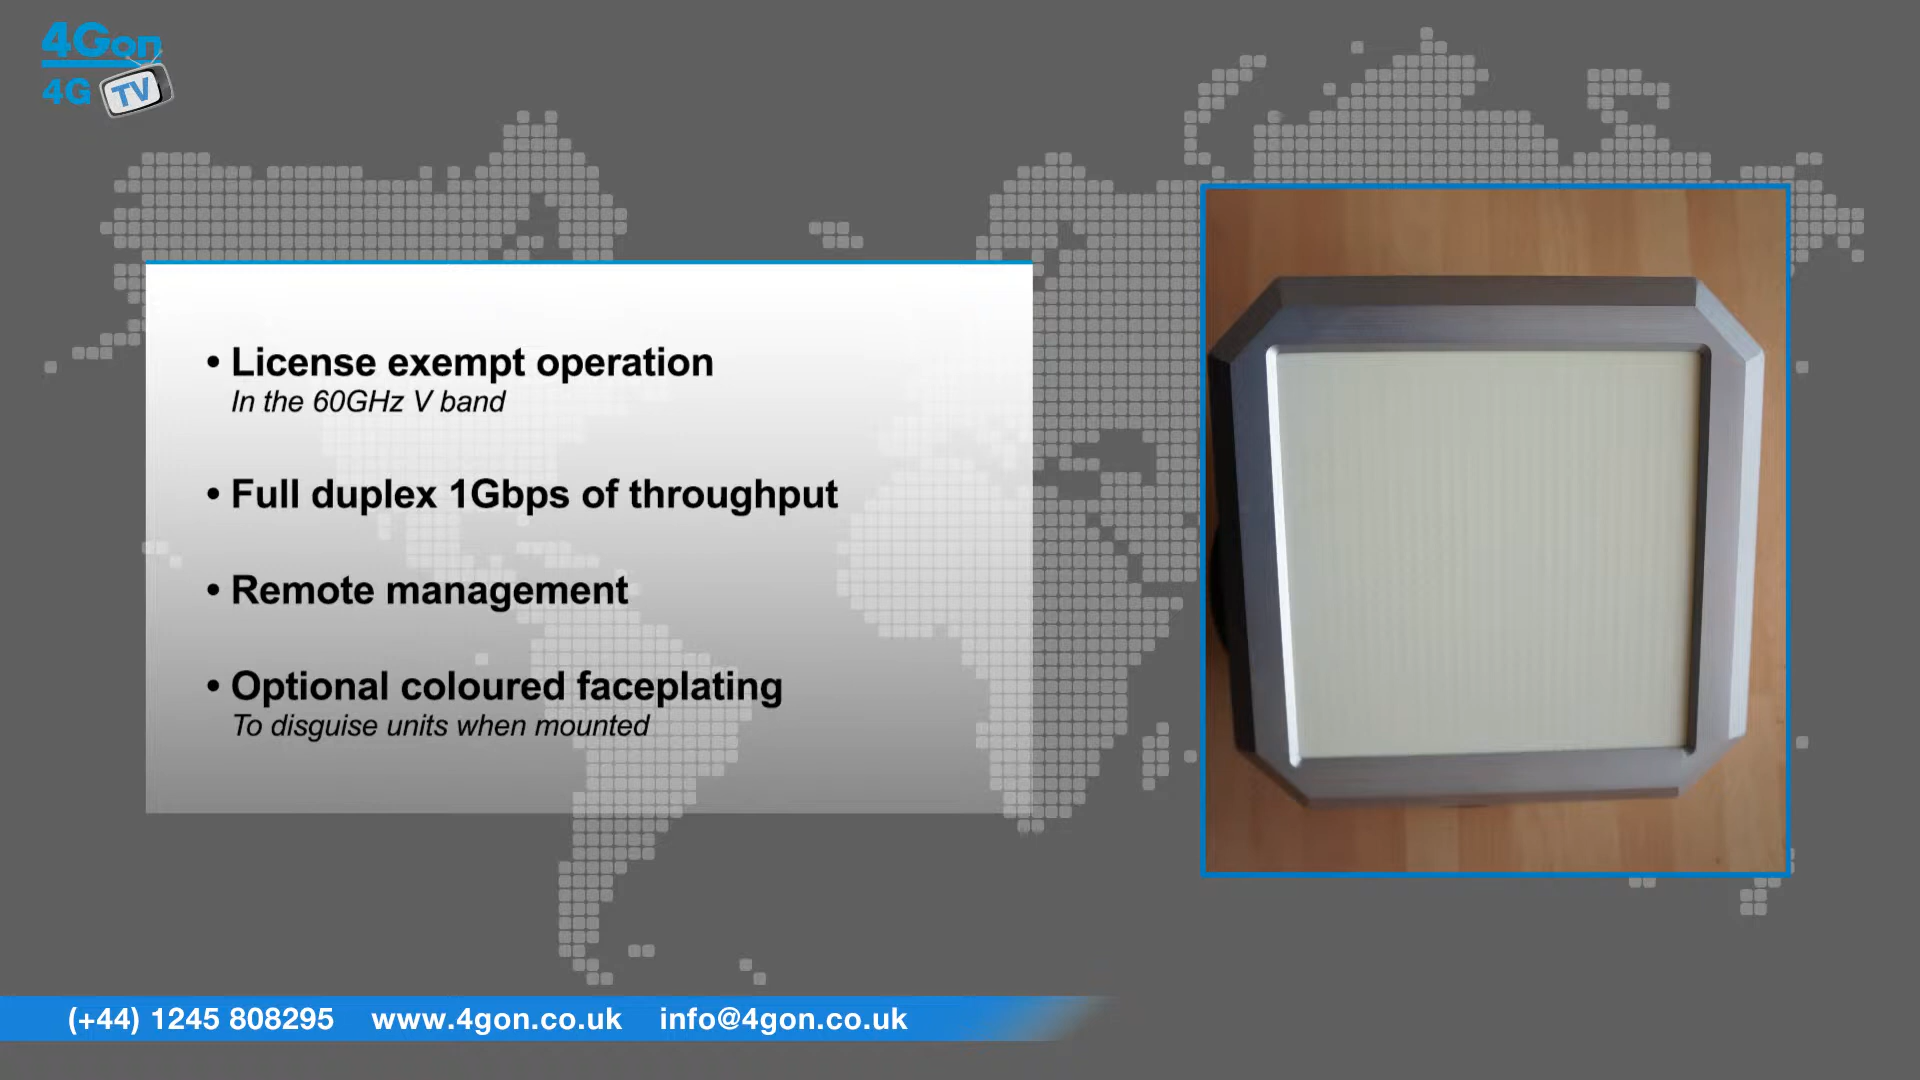 4Gon
4G TV
• License exempt operation
In the 60GHz V band
• Full duplex 1Gbps of throughput
• Remote management
• Optional coloured faceplating
To disguise units when mounted
(+44) 1245 808295 www.4gon.co.uk info@4gon.co.uk